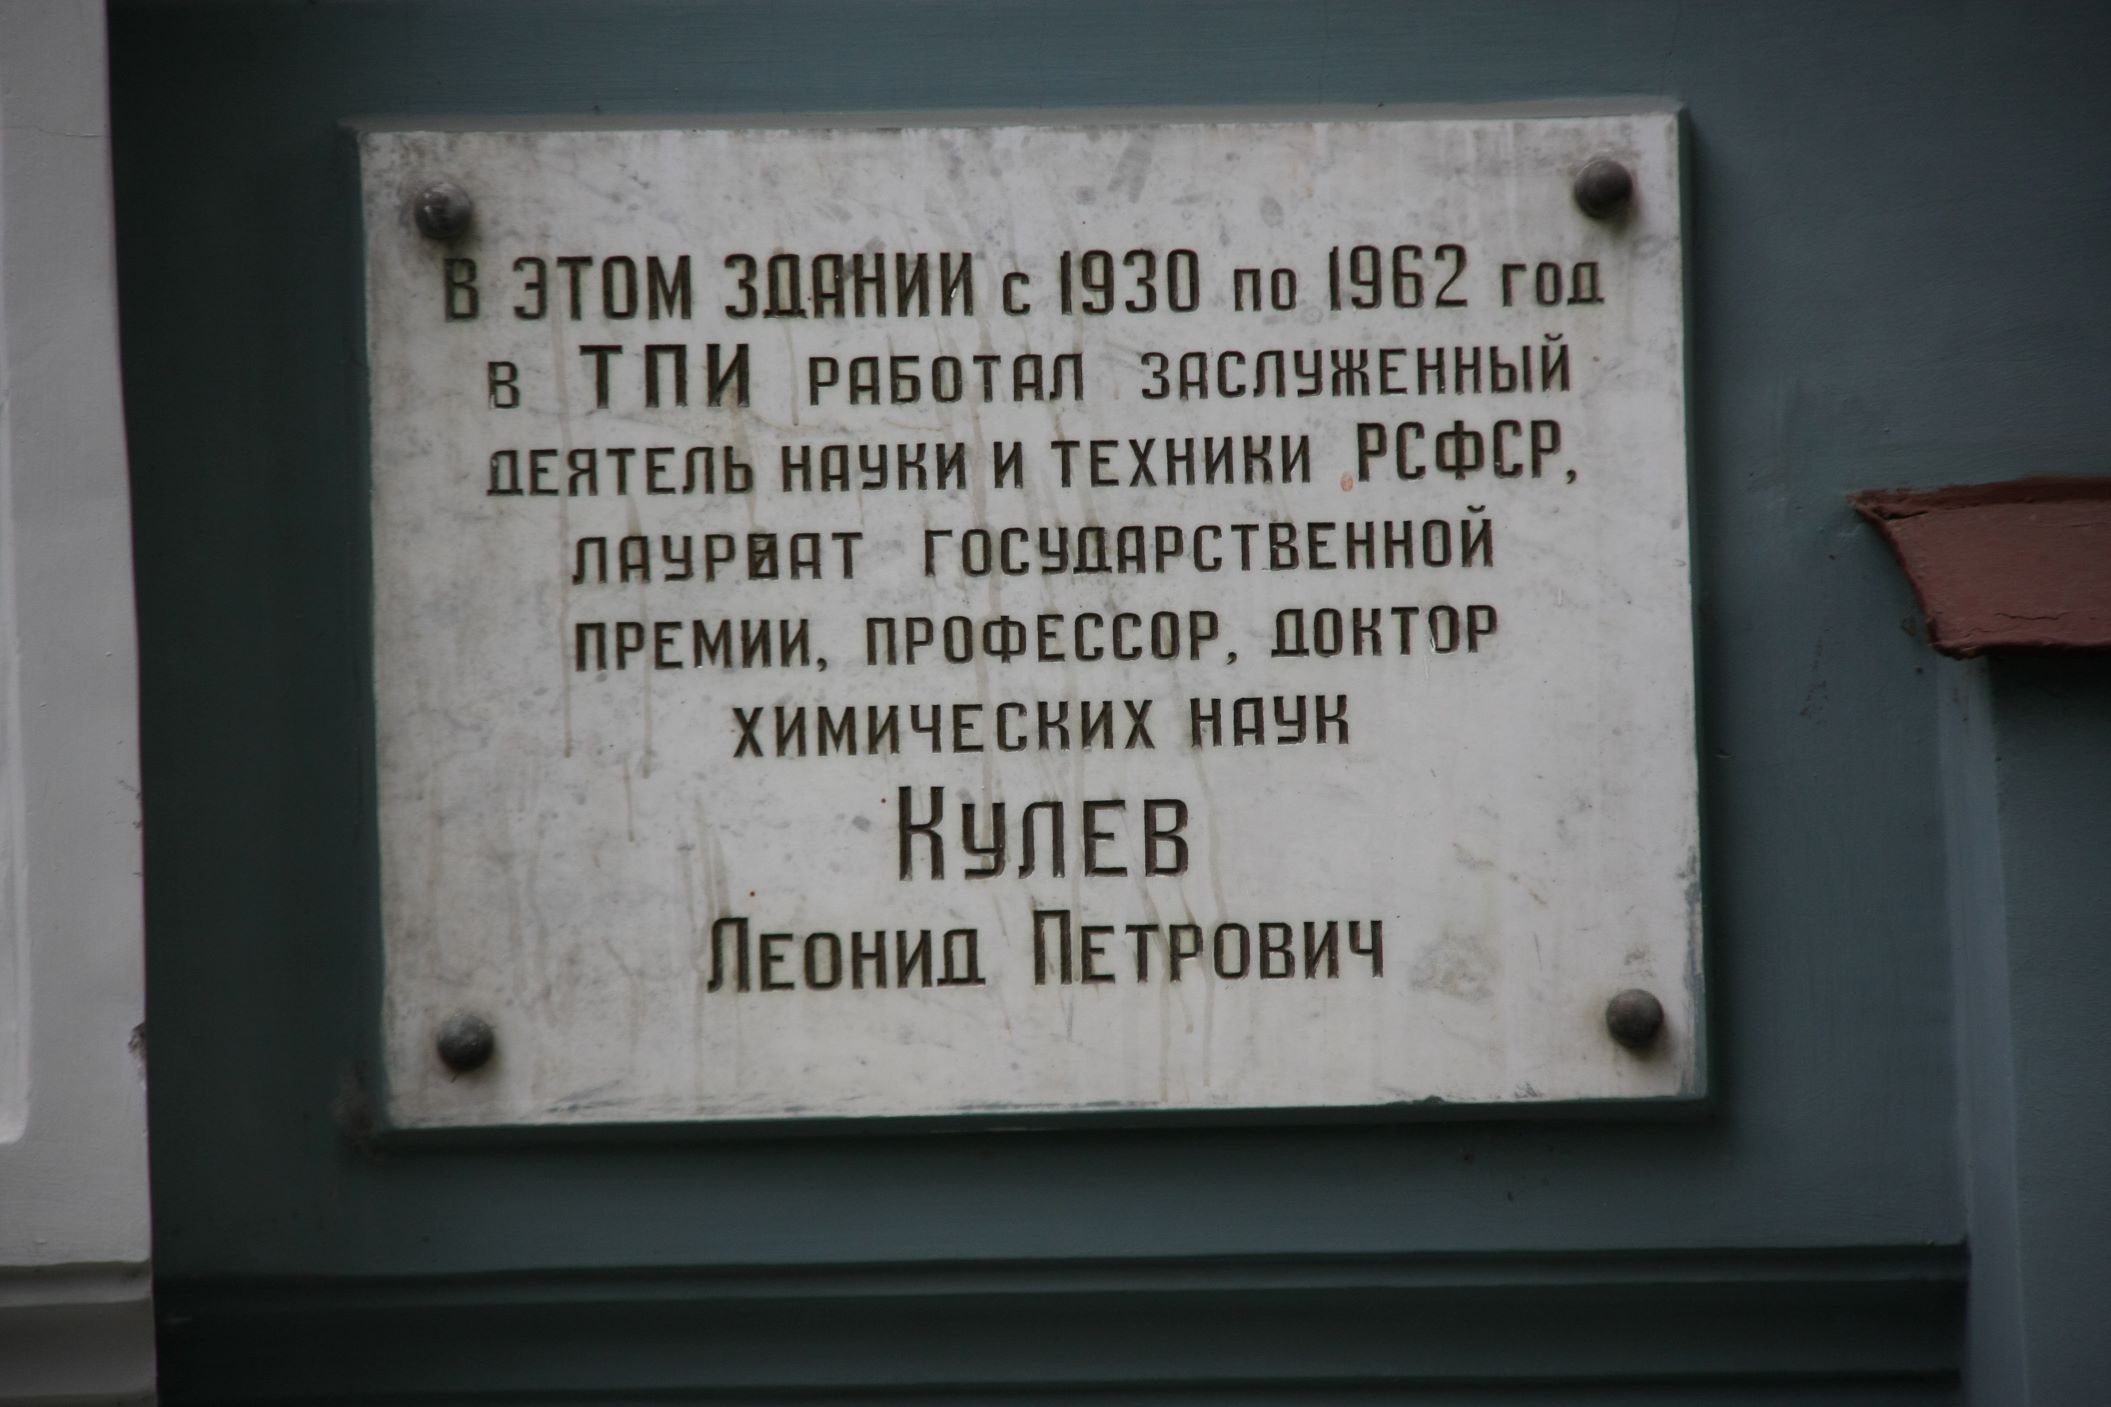 В ЭТОМ ЗДАНИИ с 1930 по 1962 год
в ТПИ РАБОТАЛ ЗАСЛУЖЕННЫЙ
ДЕЯТЕЛЬ НАУКИ И ТЕХНИКИ РСФСР,
ЛАУРЕАТ ГОСУДАРСТВЕННОЙ
ПРЕМИИ, ПРОФЕССОР, ДОКТОР
ХИМИЧЕСКИХ НАУК
КУЛЕВ
ЛЕОНИД ПЕТРОВИЧ